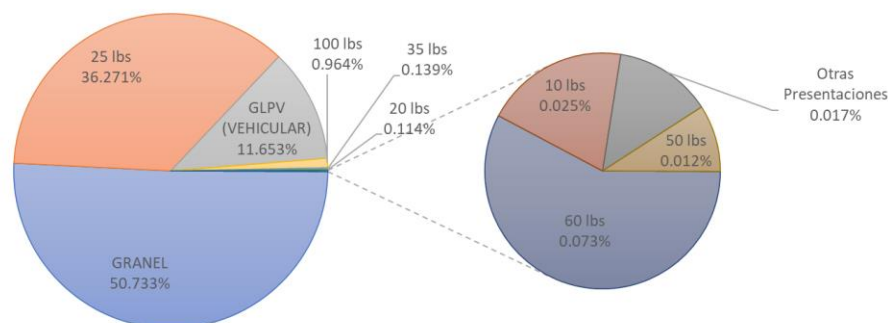 25 lbs
36.271%
100 lbs
0.964%
35 lbs
0.139%
GLPV
(VEHICULAR)
11.653%
20 lbs
0.114%
GRANEL
50.733%
10 lbs
0.025%
Otras
Presentaciones
0.017%
50 lbs
0.012%
60 lbs
0.073%